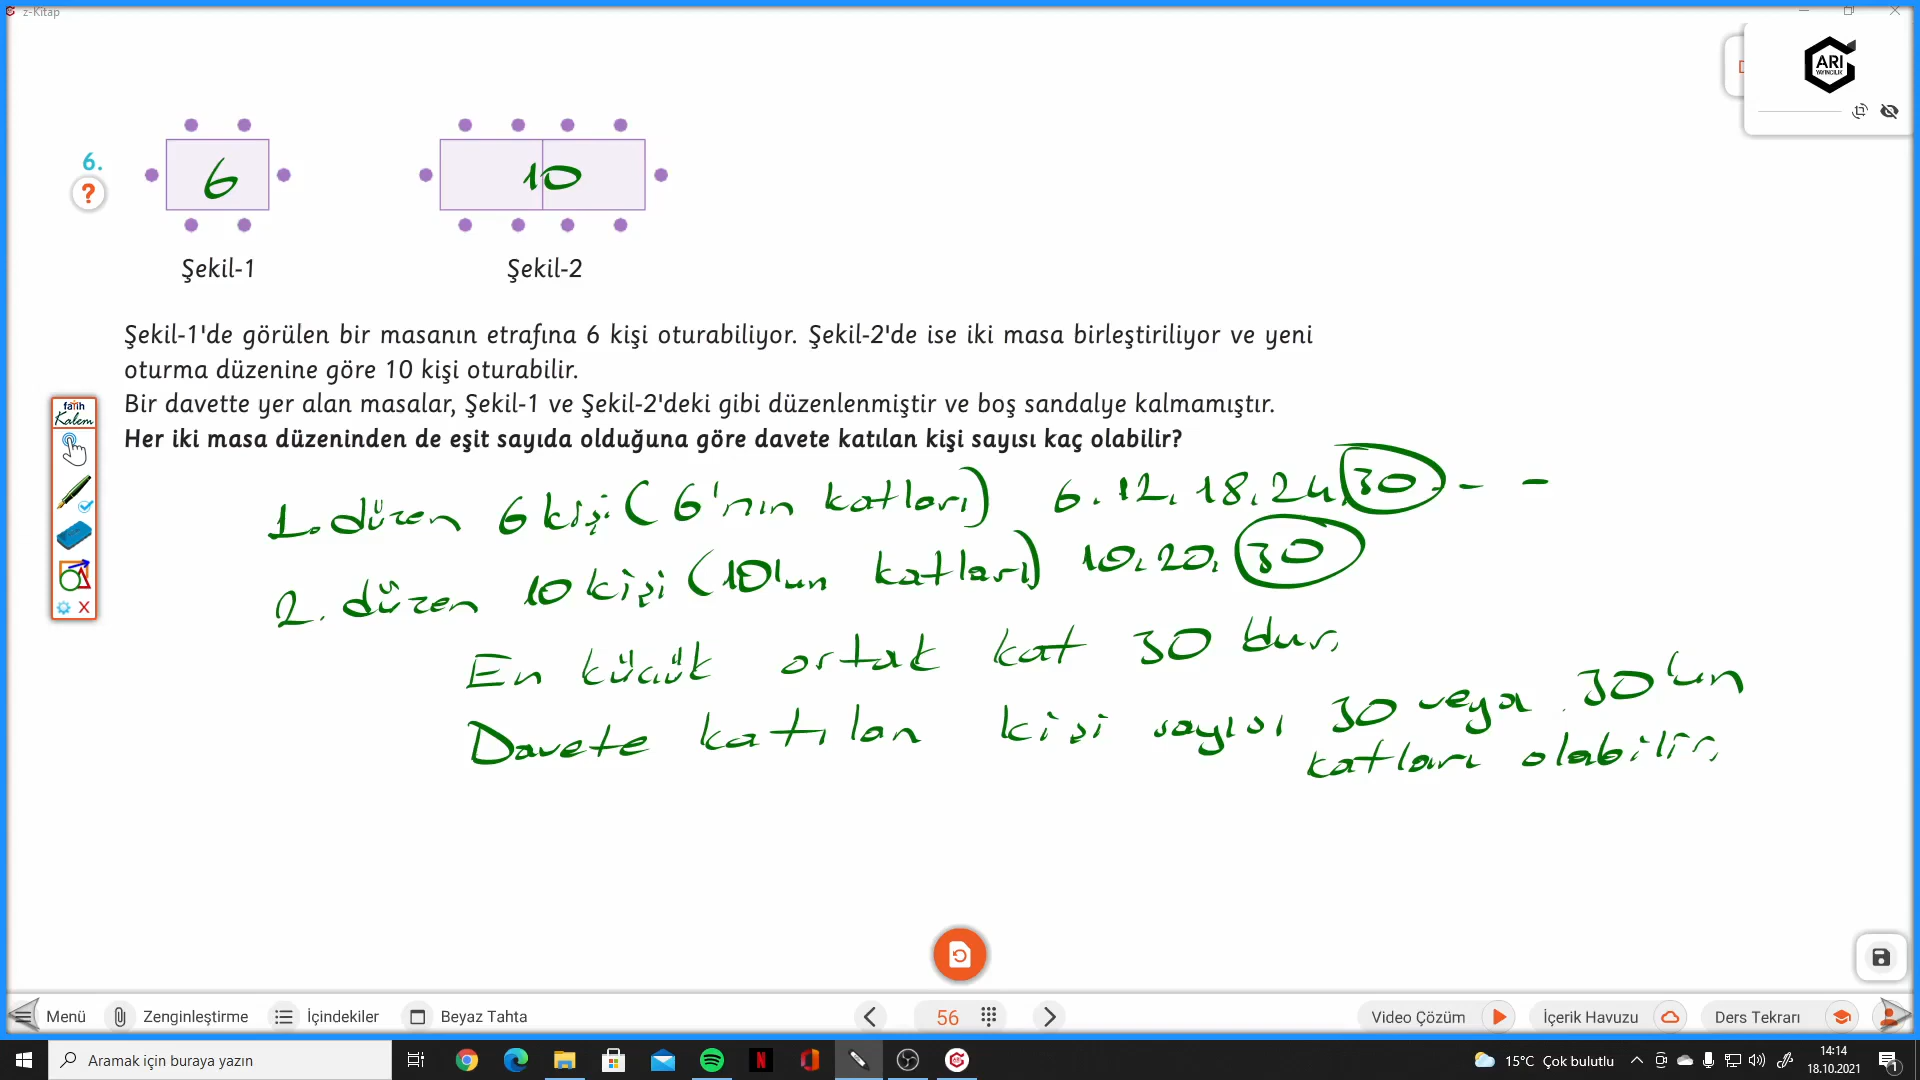 z-Kitap
ARI
YAYINCILIK
6.
?
6
10
Şekil-1
Şekil-2
Şekil-1'de görülen bir masanın etrafına 6 kişi oturabiliyor. Şekil-2'de ise iki masa birleştiriliyor ve yeni
oturma düzenine göre 10 kişi oturabilir.
Bir davette yer alan masalar, Şekil-1 ve Şekil-2'deki gibi düzenlenmiştir ve boş sandalye kalmamıştır.
Her iki masa düzeninden de eşit sayıda olduğuna göre davete katılan kişi sayısı kaç olabilir?
fatih
Kalem
1. düzen 6 kişi (6'nın katları) 6. 12. 18. 24. 30 - - -
2. düzen 10 kişi (10'un katları) 10. 20. 30
En küçük ortak kat 30 'dur.
Davete katılan kişi sayısı 30 veya 30'un
katları olabilir.
Menü
Zenginleştirme
İçindekiler
Beyaz Tahta
56
Video Çözüm
İçerik Havuzu
Ders Tekrarı
Aramak için buraya yazın
15°C Çok bulutlu
14:14
18.10.2021
1